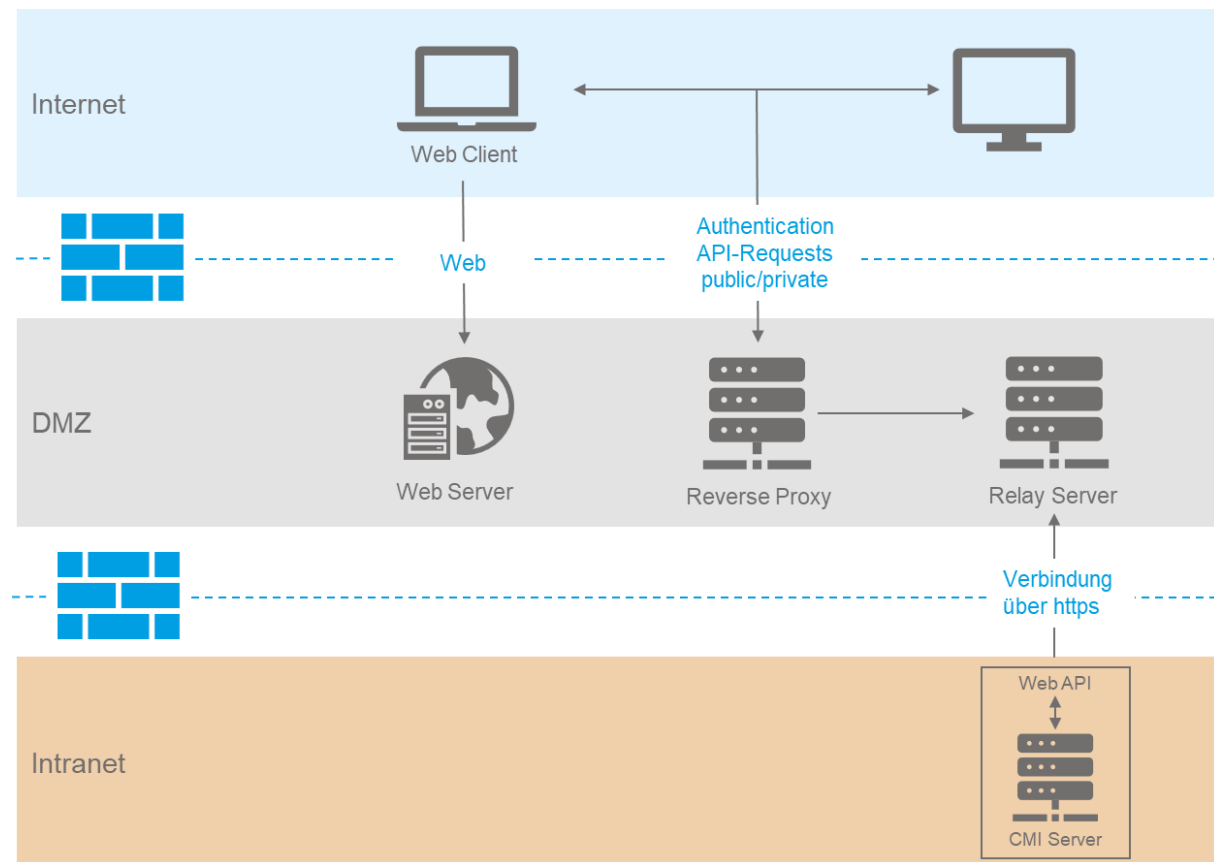 Internet
Web Client
Web
Authentication
API-Requests
public/private
DMZ
Web Server
Reverse Proxy
Relay Server
Verbindung
über https
Intranet
Web API
CMI Server